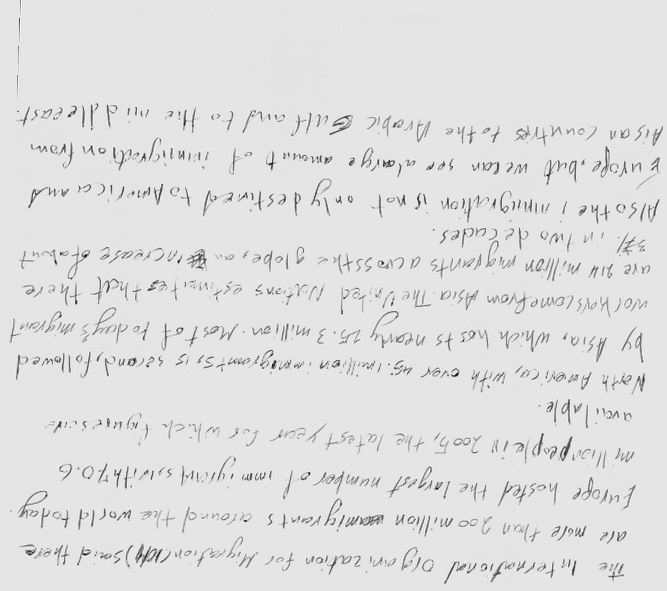 the International Organization for Migration(IOM) said there
are more than 200 million migrants around the world today.
Europe hosted the largest number of immigrants, with 70.6
million people in 2005, the latest year for which figures are
available.
North America, with over 45.1 million immigrants, is second, followed
by Asia, which hosts nearly 25.3 million. Most of today's migrant
workers come from Asia. The United Nations estimates that there
are 214 million migrants across the globe, an increase of about
37% in two decades.
Also the immigration is not only destined to America and
Europe, but we can see a large amount of immigration from
Aisan countries to the Arabic Gulf and to the middle east.